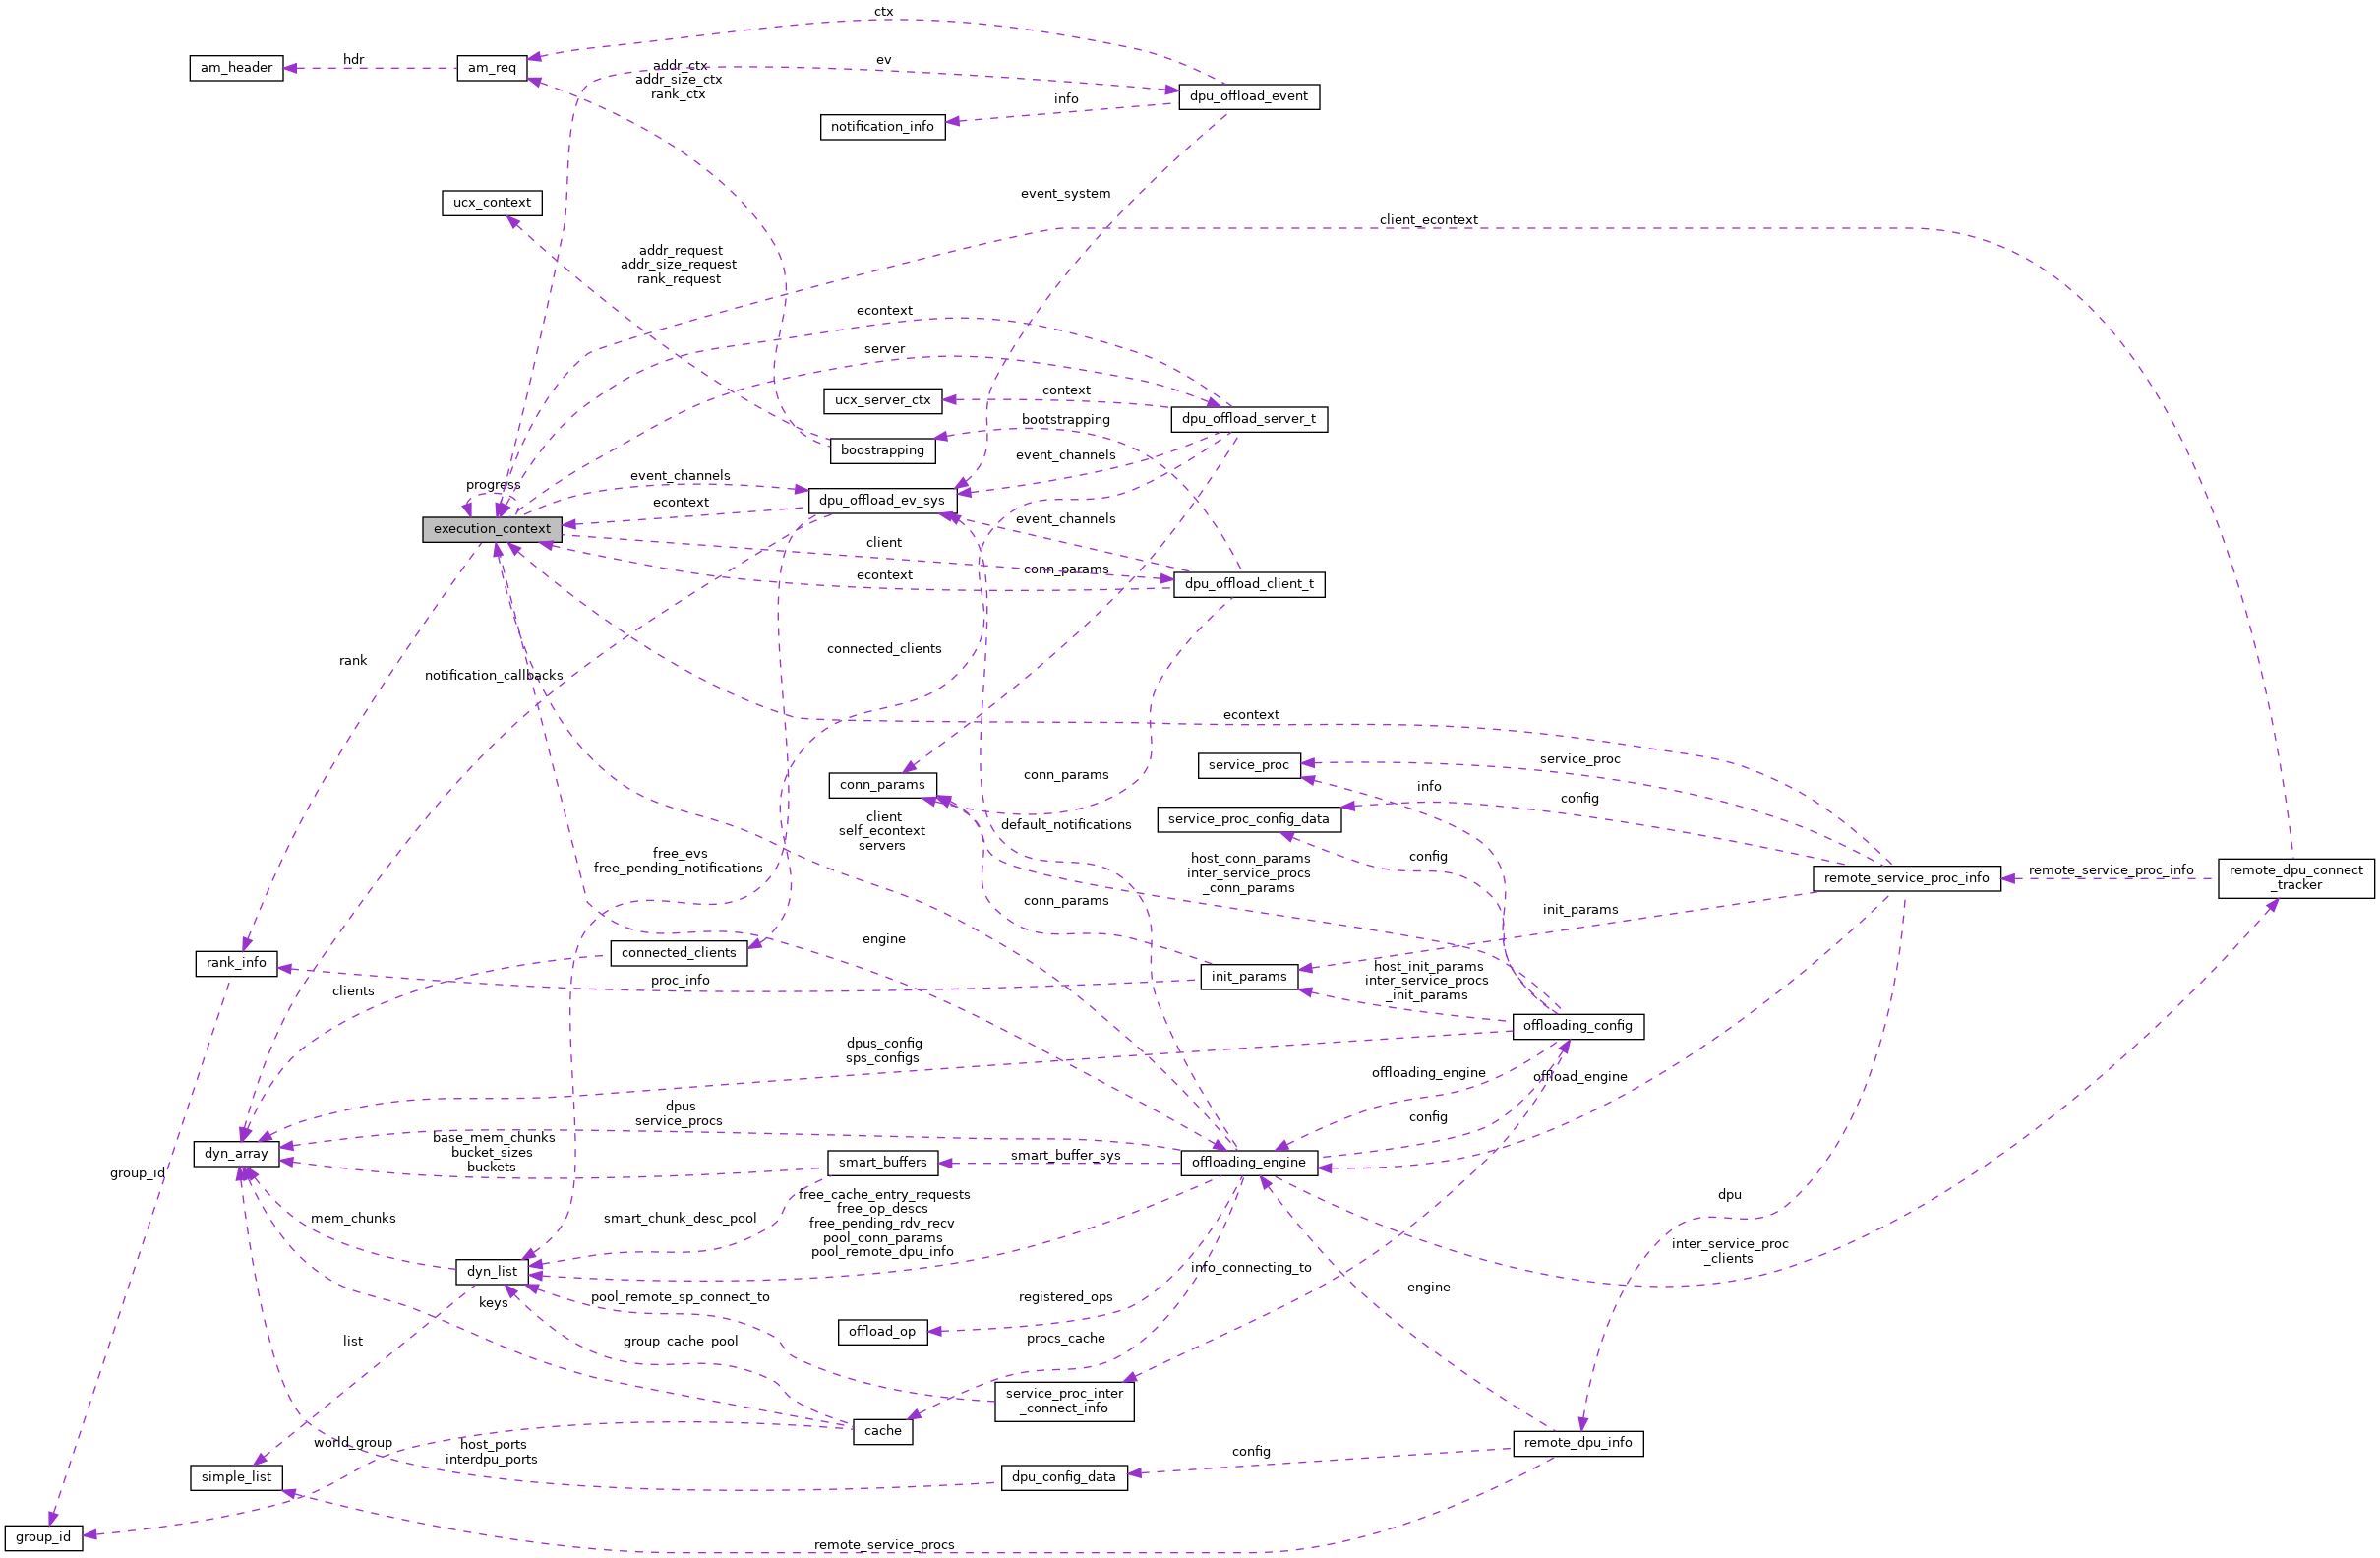 ctx
am_header
hdr
am_req
addr_ctx
addr_size_ctx
rank_ctx
ev
dpu_offload_event
info
notification_info
event_system
ucx_context
client_econtext
addr_request
addr_size_request
rank_request
econtext
server
context
ucx_server_ctx
bootstrapping
dpu_offload_server_t
boostrapping
event_channels
event_channels
progress
dpu_offload_ev_sys
econtext
execution_context
event_channels
client
conn_params
econtext
dpu_offload_client_t
connected_clients
rank
notification_callbacks
econtext
service_proc
service_proc
conn_params
conn_params
info
config
service_proc_config_data
client
self_econtext
servers
default_notifications
free_evs
free_pending_notifications
host_conn_params
inter_service_procs
_conn_params
config
remote_service_proc_info
remote_service_proc_info
remote_dpu_connect
_tracker
conn_params
init_params
engine
rank_info
connected_clients
proc_info
init_params
host_init_params
inter_service_procs
_init_params
clients
offloading_config
dpus_config
sps_configs
offloading_engine
offload_engine
dpus
service_procs
config
base_mem_chunks
bucket_sizes
buckets
dyn_array
smart_buffers
smart_buffer_sys
offloading_engine
group_id
dpu
mem_chunks
smart_chunk_desc_pool
free_cache_entry_requests
free_op_descs
free_pending_rdv_recv
pool_conn_params
pool_remote_dpu_info
inter_service_proc
_clients
dyn_list
info_connecting_to
engine
keys
pool_remote_sp_connect_to
registered_ops
list
group_cache_pool
offload_op
procs_cache
service_proc_inter
_connect_info
cache
world_group
host_ports
interdpu_ports
config
remote_dpu_info
simple_list
dpu_config_data
group_id
remote_service_procs